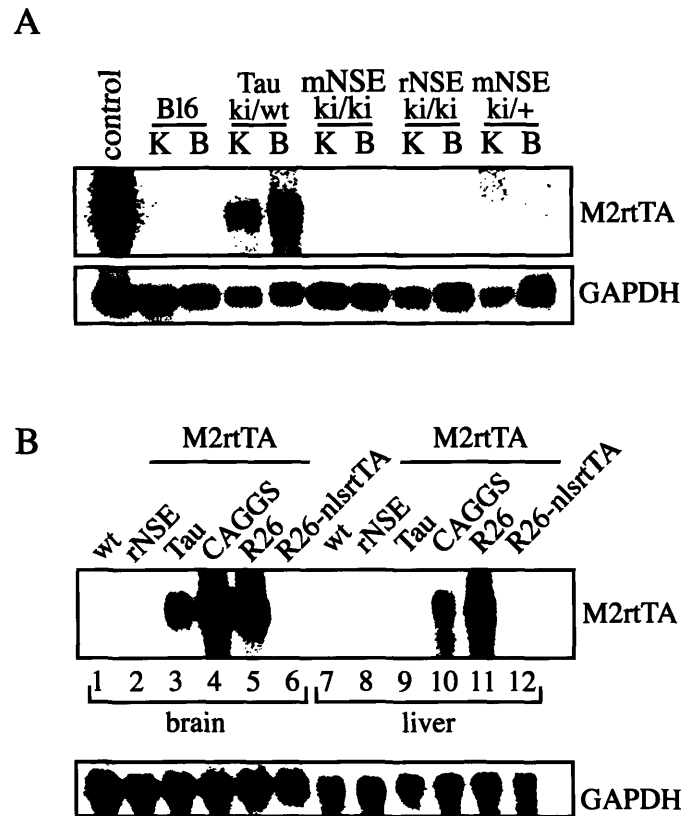 A
control
Bl6
Tau
ki/wt
mNSE
ki/ki
rNSE
ki/ki
mNSE
ki/+
K B K B K B K B K B
M2rtTA
GAPDH
B
M2rtTA M2rtTA
wt rNSE Tau CAGGS R26 R26-nlsrtTA wt rNSE Tau CAGGS R26 R26-nlsrtTA
M2rtTA
1 2 3 4 5 6 7 8 9 10 11 12
brain liver
GAPDH